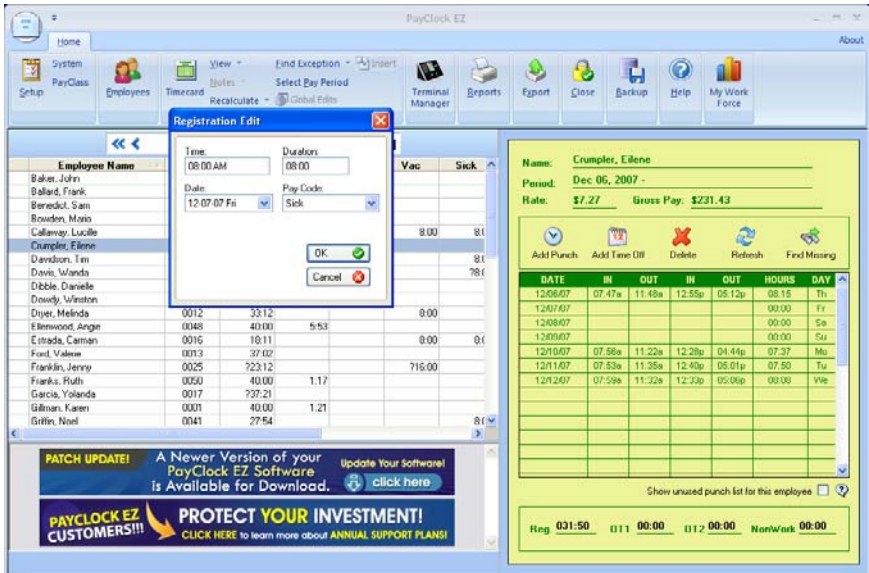 PayClock EZ
Home
About
System
PayClass
Setup
Employees
Timecard
View
Notes
Recalculate
Find Exception
Insert
Select Pay Period
Global Edits
Terminal Manager
Reports
Export
Close
Backup
Help
My Work Force
Registration Edit
Time:
Duration:
08:00 AM
08:00
Date:
Pay Code:
12-07-07 Fri
Sick
OK
Cancel
Employee Name Vac Sick
Baker, John
Ballard, Frank
Benedict, Sam
Bowden, Mario
Callaway, Lucille 8:00
Crumpler, Eilene
Davidson, Tim
Davis, Wanda
Dibble, Danielle
Dowdy, Winston
Dryer, Melinda 0012 33:12 8:00
Ellenwood, Angie 0048 40:00 5:53
Estrada, Carman 0016 18:11 8:00
Ford, Valerie 0013 37:02
Franklin, Jenny 0025 ?23:12 ?16:00
Franks, Ruth 0050 40:00 1:17
Garcia, Yolanda 0017 ?37:21
Gillman, Karen 0001 40:00 1:21
Griffin, Noel 0041 27:54
PATCH UPDATE!
A Newer Version of your
PayClock EZ Software
is Available for Download.
Update Your Software!
click here
PAYCLOCK EZ
CUSTOMERS!!!
PROTECT YOUR INVESTMENT!
CLICK HERE to learn more about ANNUAL SUPPORT PLANS!
Name: Crumpler, Eilene
Period: Dec 06, 2007 -
Rate: $7.27 Gross Pay: $231.43
Add Punch
Add Time Off
Delete
Refresh
Find Missing
DATE IN OUT IN OUT HOURS DAY
12/06/07 07:47a 11:48a 12:55p 05:12p 08:15 Th
12/07/07 00:00 Fr
12/08/07 00:00 Sa
12/09/07 00:00 Su
12/10/07 07:56a 11:22a 12:28p 04:44p 07:37 Mo
12/11/07 07:53a 11:35a 12:40p 05:01p 07:50 Tu
12/12/07 07:59a 11:32a 12:33p 05:06p 08:08 We
Show unused punch list for this employee
Reg 031:50 OT1 00:00 OT2 00:00 NonWork 00:00